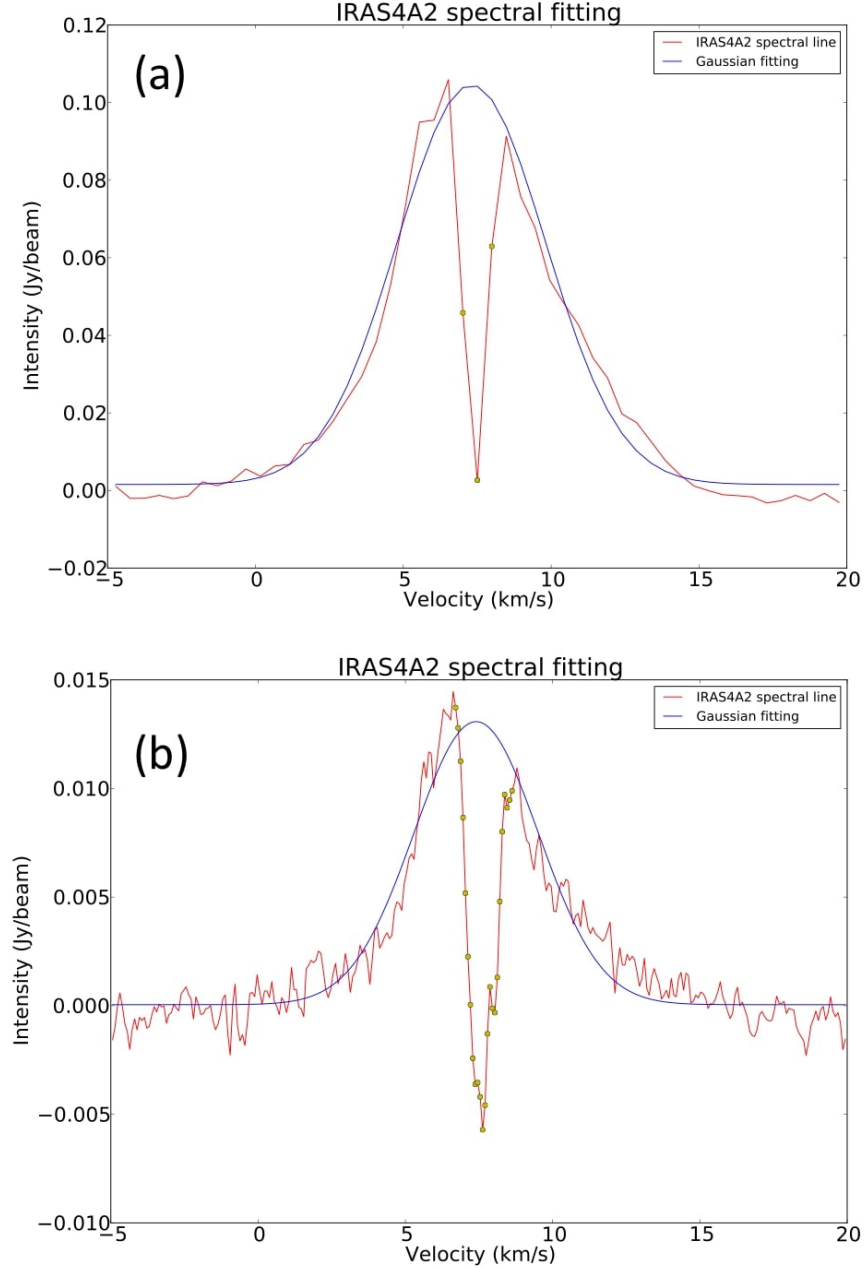 IRAS4A2 spectral fitting
(a)
IRAS4A2 spectral line
Gaussian fitting
0.12
0.10
0.08
0.06
0.04
0.02
0.00
−0.02
Intensity (Jy/beam)
−5
0
5
10
15
20
Velocity (km/s)
IRAS4A2 spectral fitting
(b)
IRAS4A2 spectral line
Gaussian fitting
0.015
0.010
0.005
0.000
−0.005
−0.010
Intensity (Jy/beam)
−5
0
5
10
15
20
Velocity (km/s)